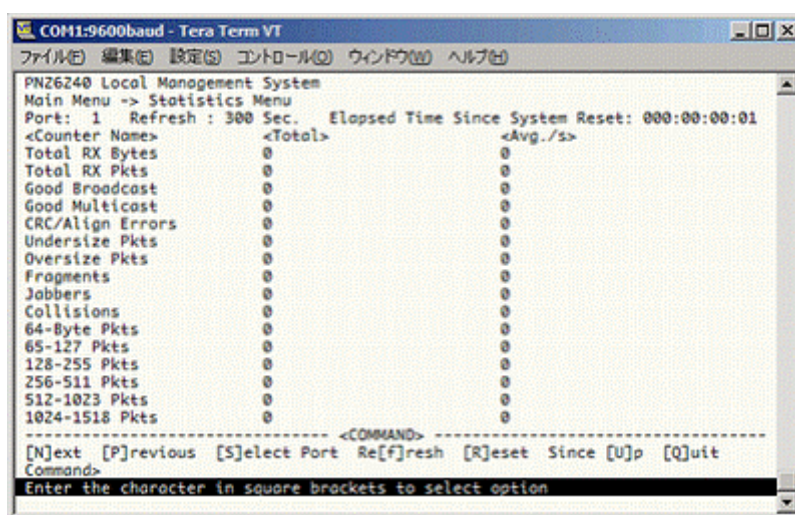 COM1:9600baud - Tera Term VT
ファイル(F) 編集(E) 設定(S) コントロール(O) ウィンドウ(W) ヘルプ(H)
PN26240 Local Management System
Main Menu -> Statistics Menu
Port: 1 Refresh : 300 Sec. Elapsed Time Since System Reset: 000:00:00:01
<Counter Name> <Total> <Avg./s>
Total RX Bytes 0 0
Total RX Pkts 0 0
Good Broadcast 0 0
Good Multicast 0 0
CRC/Align Errors 0 0
Undersize Pkts 0 0
Oversize Pkts 0 0
Fragments 0 0
Jabbers 0 0
Collisions 0 0
64-Byte Pkts 0 0
65-127 Pkts 0 0
128-255 Pkts 0 0
256-511 Pkts 0 0
512-1023 Pkts 0 0
1024-1518 Pkts 0 0
-------------------------------- <COMMAND> -----------------------------------
[N]ext [P]revious [S]elect Port Re[f]resh [R]eset Since [U]p [Q]uit
Command>
Enter the character in square brackets to select option